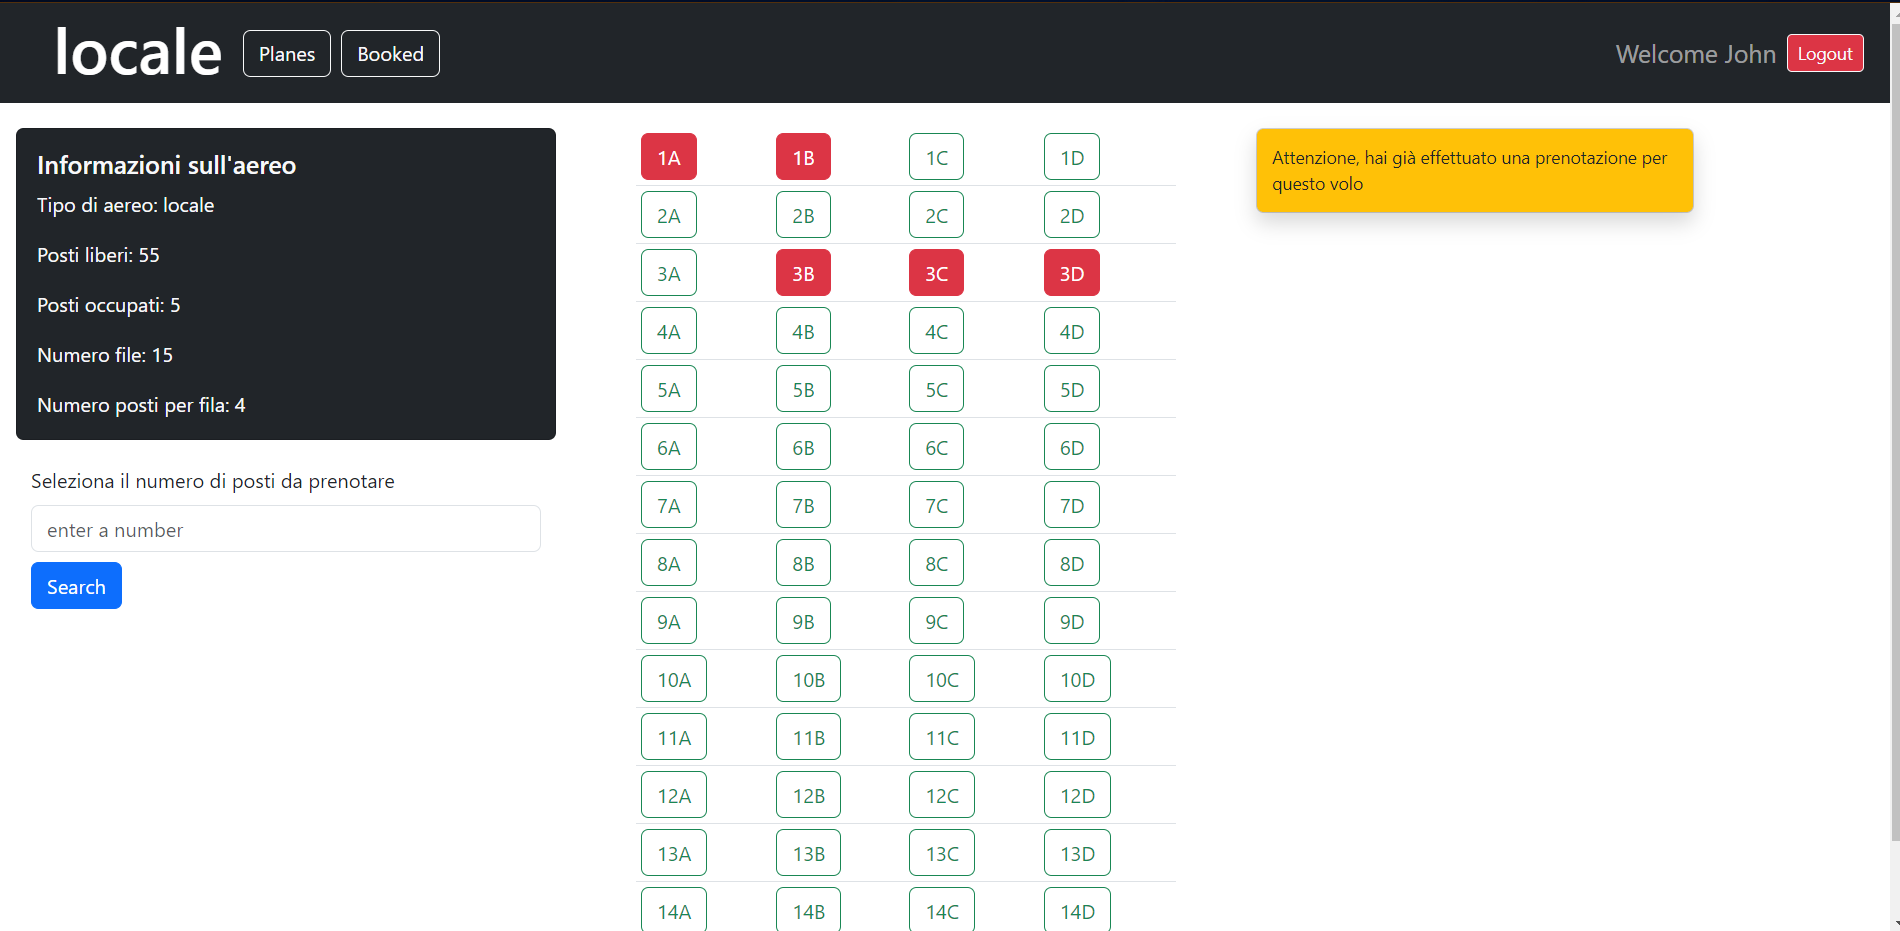 locale Planes Booked Welcome John Logout
Informazioni sull'aereo
Tipo di aereo: locale
Posti liberi: 55
Posti occupati: 5
Numero file: 15
Numero posti per fila: 4
Seleziona il numero di posti da prenotare
enter a number
Search
1A 1B 1C 1D
2A 2B 2C 2D
3A 3B 3C 3D
4A 4B 4C 4D
5A 5B 5C 5D
6A 6B 6C 6D
7A 7B 7C 7D
8A 8B 8C 8D
9A 9B 9C 9D
10A 10B 10C 10D
11A 11B 11C 11D
12A 12B 12C 12D
13A 13B 13C 13D
14A 14B 14C 14D
Attenzione, hai già effettuato una prenotazione per
questo volo